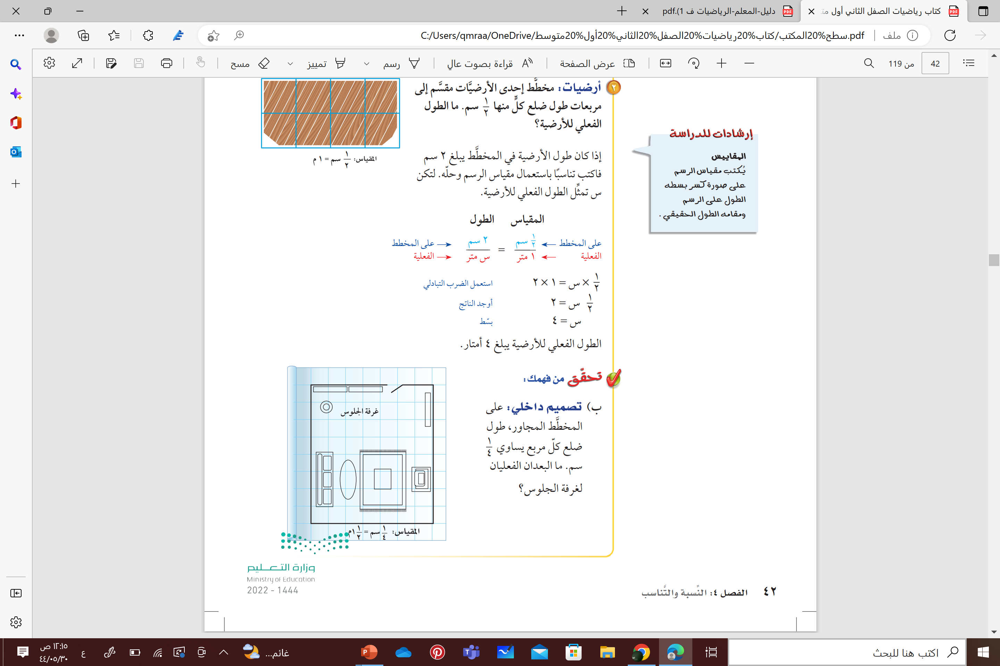 كتاب رياضيات الصفل الثاني أول مت
دليل-المعلم-الرياضيات ف 1).pdf
ملف
C:/Users/qmraa/OneDrive/سطح%20المكتب/كتاب%20رياضيات%20الصفل%20الثاني%20أول%20متوسط.pdf
42
من 119
عرض الصفحة
قراءة بصوت عالٍ
رسم
تمييز
مسح
٢ أرضيات: مخطَّط إحدى الأرضيَّات مقسَّم إلى
مربعات طول ضلع كلٍّ منها ١/٢ سم. ما الطول
الفعلي للأرضية؟
المقياس: ١/٢ سم = ١ م
إذا كان طول الأرضية في المخطَّط يبلغ ٢ سم
فاكتب تناسبًا باستعمال مقياس الرسم وحلّه. لتكن
س تمثِّل الطول الفعلي للأرضية.
إرشادات للدراسة
المقاييس
يُكتب مقياس الرسم
على صورة كسر بسطه
الطول على الرسم
ومقامه الطول الحقيقي.
المقياس الطول
على المخطط ١/٢ سم = ٢ سم على المخطط
الفعلية ١ متر س متر الفعلية
١/٢ × س = ١ × ٢ استعمل الضرب التبادلي
١/٢ س = ٢ أوجد الناتج
س = ٤ بسّط
الطول الفعلي للأرضية يبلغ ٤ أمتار.
تحقَّق من فهمك:
ب) تصميم داخلي: على
المخطَّط المجاور، طول
ضلع كلّ مربع يساوي ١/٤
سم. ما البعدان الفعليان
لغرفة الجلوس؟
غرفة الجلوس
المقياس: ١/٤ سم = ١ ١/٢ م
وزارة التعليم
Ministry of Education
2022 - 1444
٤٢ الفصل ٤: النِّسبة والتَّناسب
اكتب هنا للبحث
غائم...
ع
١٢:١٥ ص
٤٤/٠٥/٣٠